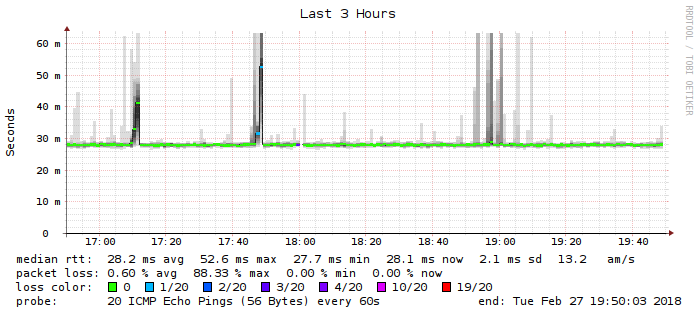 Last 3 Hours
RRDTOOL / TOBI OETIKER
Seconds
60 m
50 m
40 m
30 m
20 m
10 m
0
17:00 17:20 17:40 18:00 18:20 18:40 19:00 19:20 19:40
median rtt: 28.2 ms avg 52.6 ms max 27.7 ms min 28.1 ms now 2.1 ms sd 13.2 am/s
packet loss: 0.60 % avg 88.33 % max 0.00 % min 0.00 % now
loss color: 0 1/20 2/20 3/20 4/20 10/20 19/20
probe: 20 ICMP Echo Pings (56 Bytes) every 60s end: Tue Feb 27 19:50:03 2018